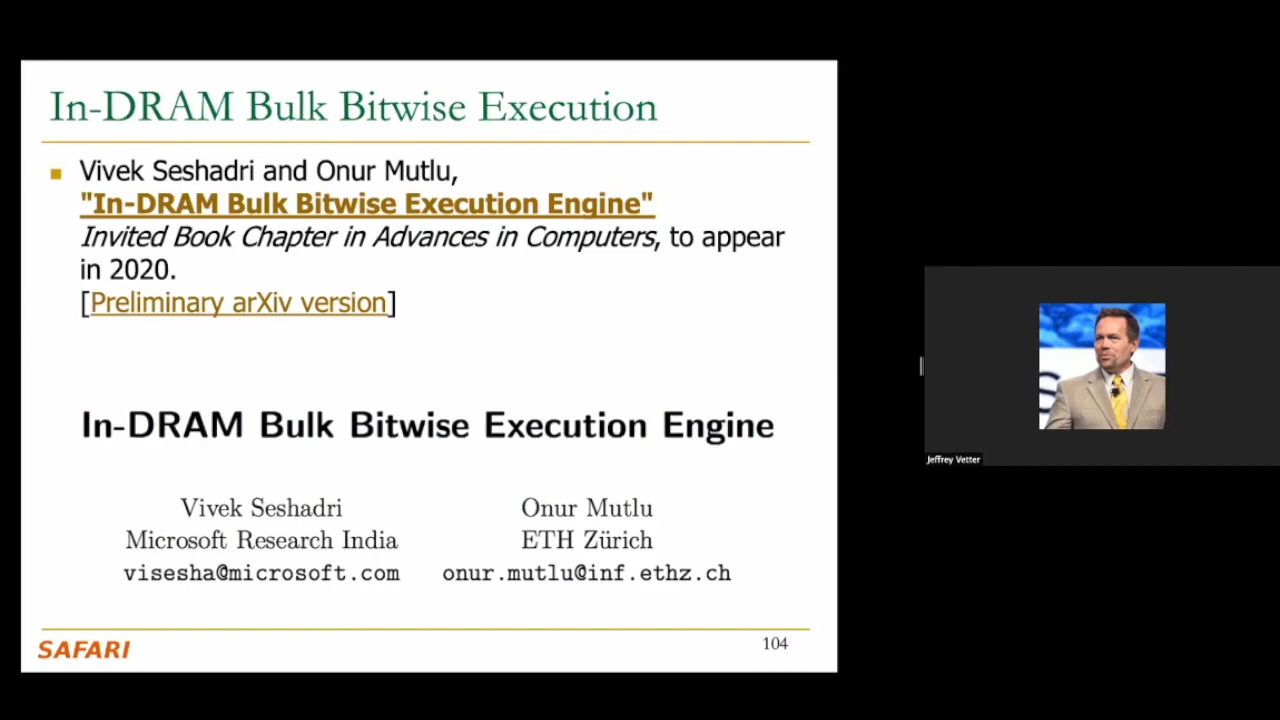 In-DRAM Bulk Bitwise Execution
Vivek Seshadri and Onur Mutlu,
"In-DRAM Bulk Bitwise Execution Engine"
Invited Book Chapter in Advances in Computers, to appear
in 2020.
[Preliminary arXiv version]
In-DRAM Bulk Bitwise Execution Engine
Vivek Seshadri
Microsoft Research India
visesha@microsoft.com
Onur Mutlu
ETH Zürich
onur.mutlu@inf.ethz.ch
SAFARI
104
Jeffrey Vetter